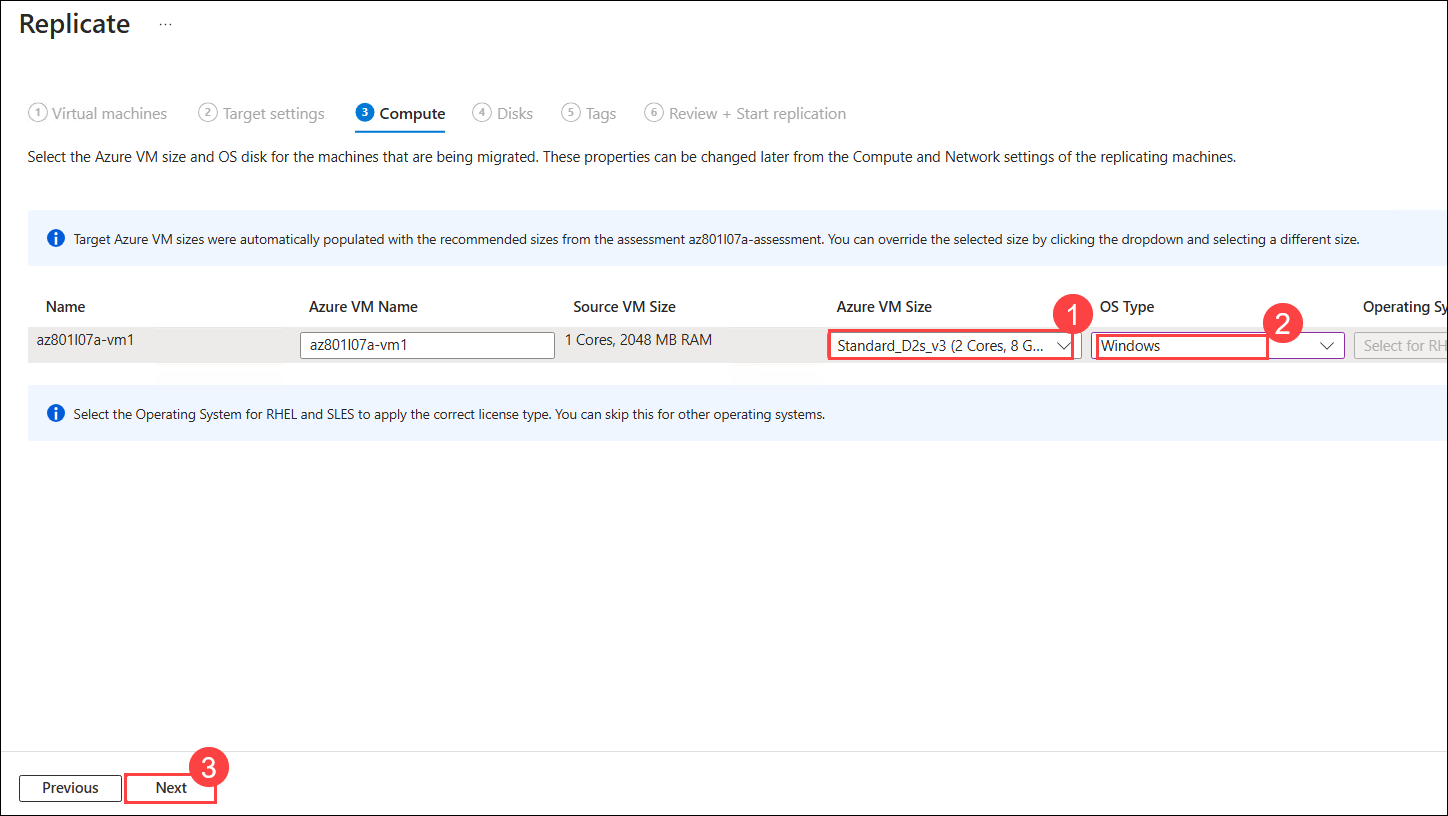 Replicate ...
1 Virtual machines 2 Target settings 3 Compute 4 Disks 5 Tags 6 Review + Start replication
Select the Azure VM size and OS disk for the machines that are being migrated. These properties can be changed later from the Compute and Network settings of the replicating machines.
Target Azure VM sizes were automatically populated with the recommended sizes from the assessment az801l07a-assessment. You can override the selected size by clicking the dropdown and selecting a different size.
Name Azure VM Name Source VM Size Azure VM Size 1 OS Type 2 Operating Sy
az801l07a-vm1 az801l07a-vm1 1 Cores, 2048 MB RAM Standard_D2s_v3 (2 Cores, 8 G... Windows Select for RH
Select the Operating System for RHEL and SLES to apply the correct license type. You can skip this for other operating systems.
3
Previous Next